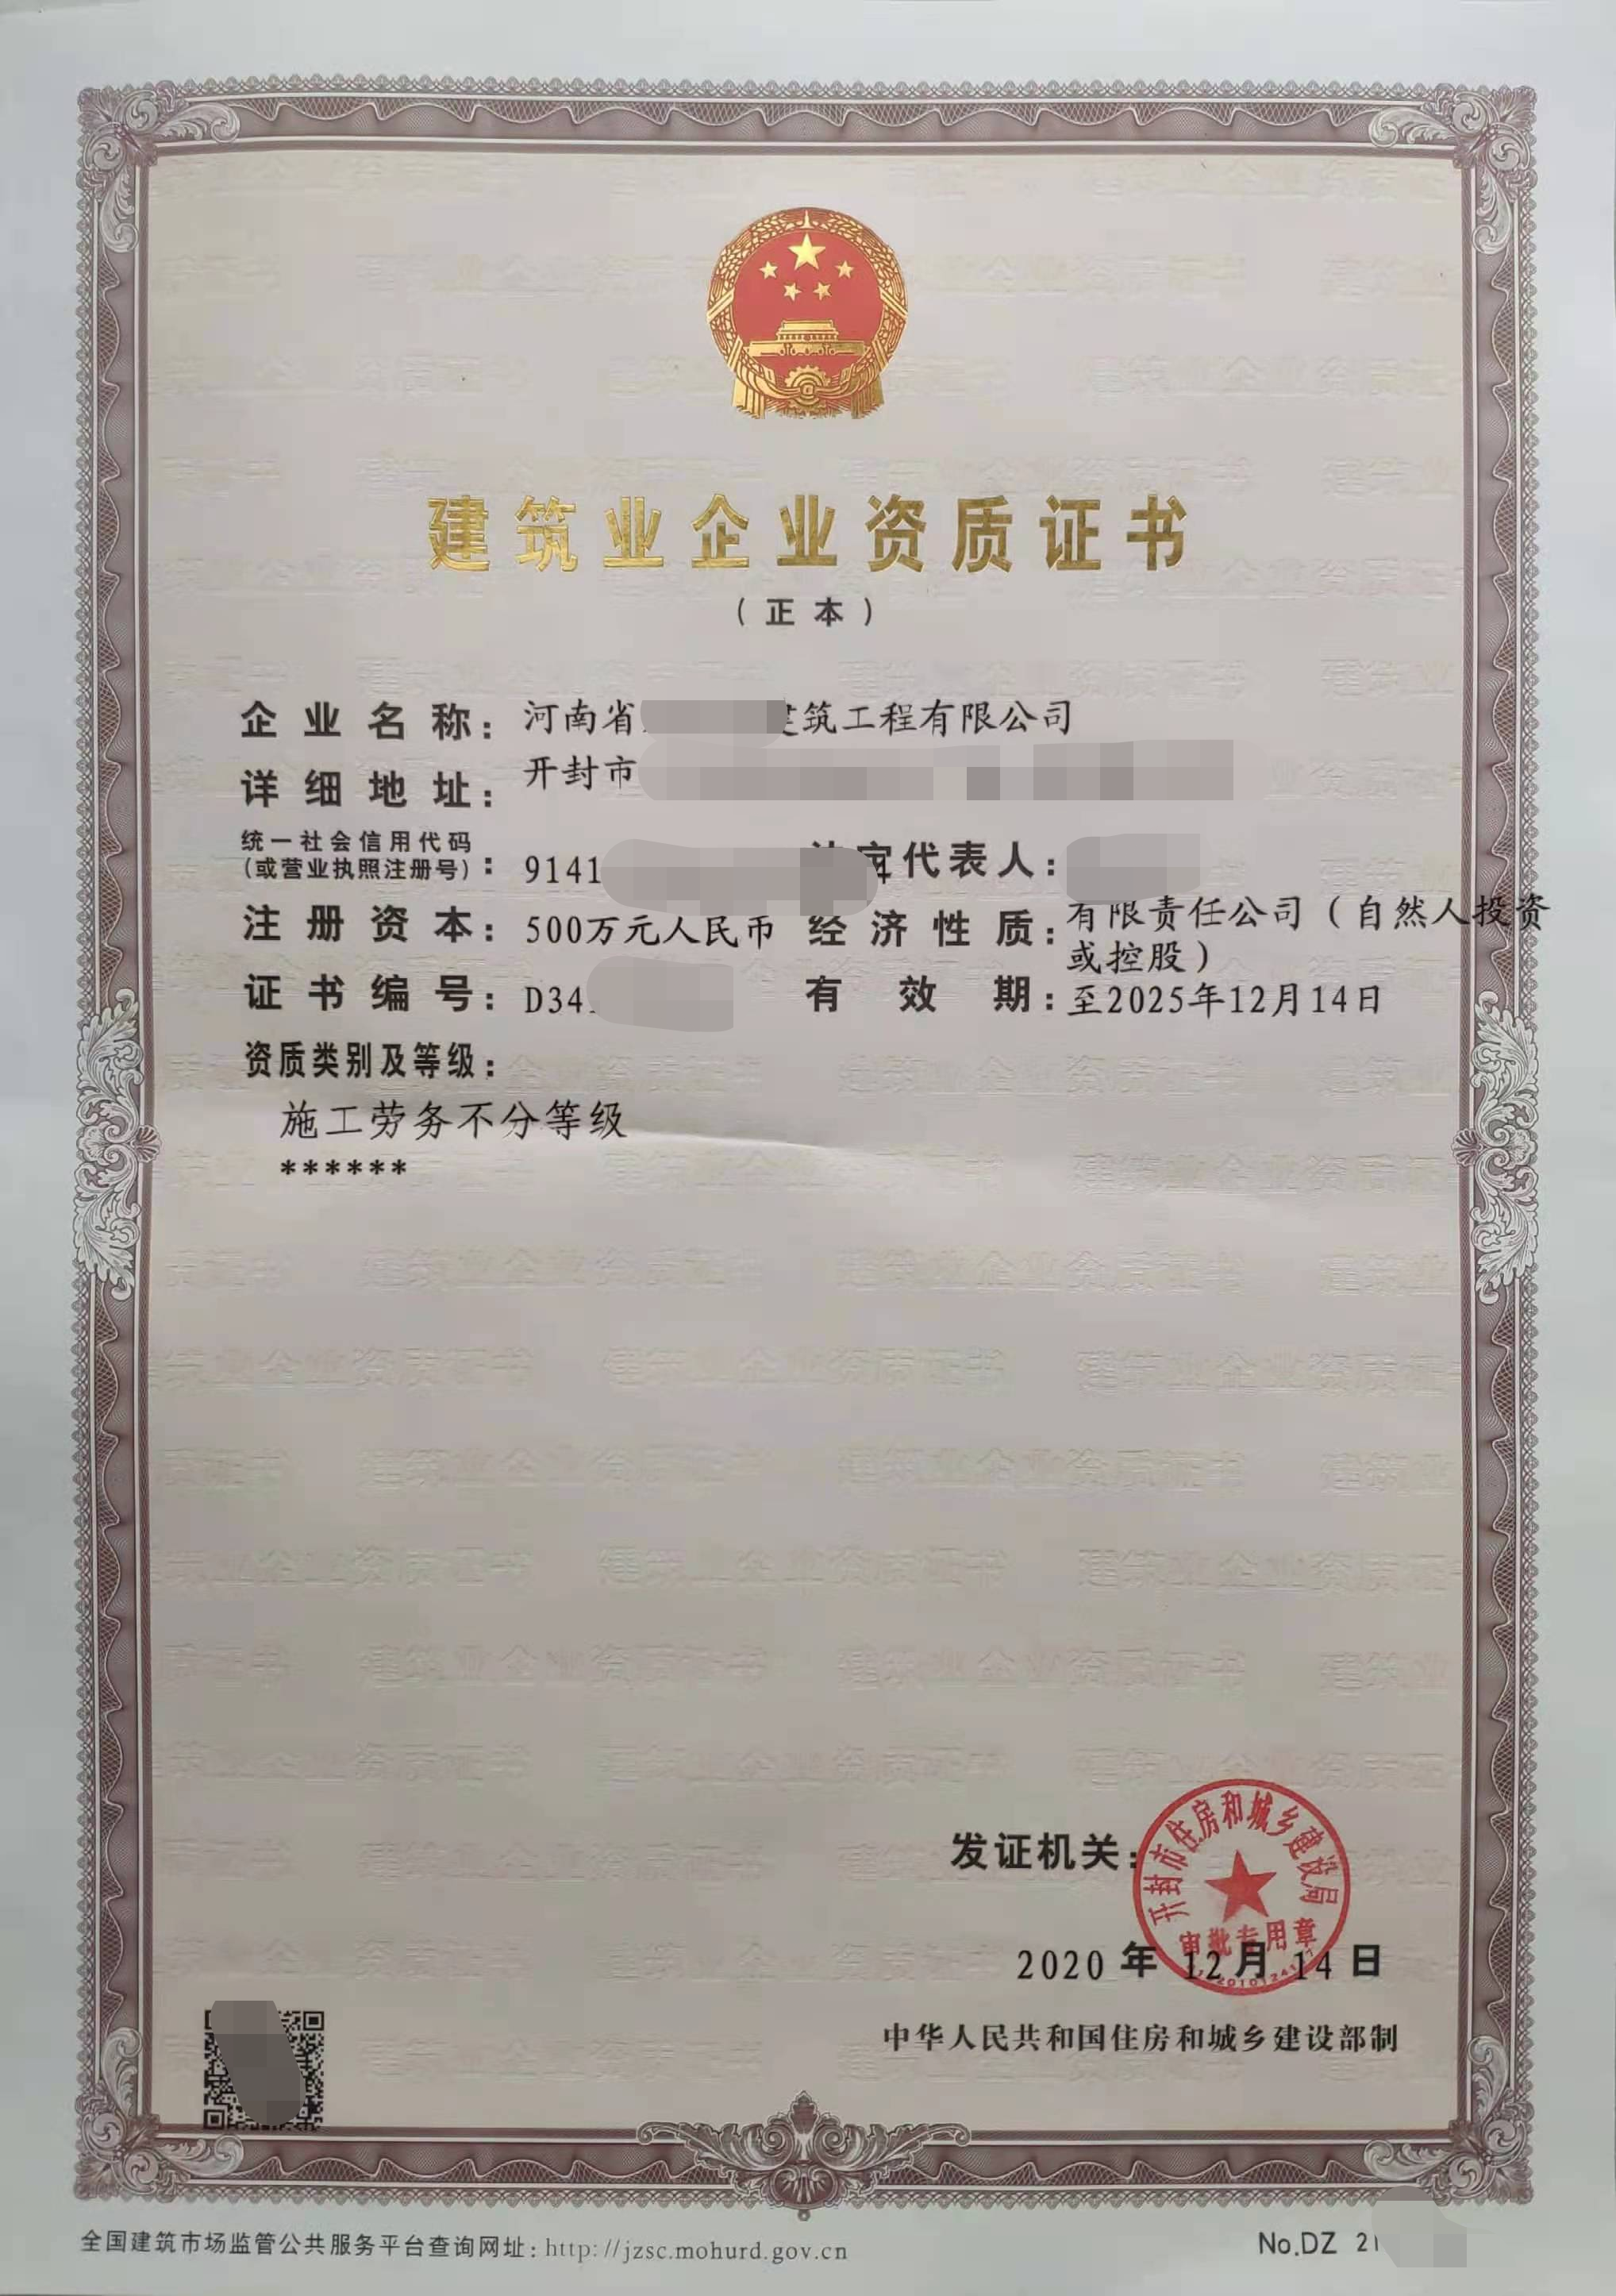 建筑业企业资质证书
（正本）
企业名称：河南省 筑工程有限公司
详细地址：开封市
统一社会信用代码
(或营业执照注册号)：9141 4 定代表人：
注册资本：500万元人民币 经济性质：有限责任公司（自然人投资
或控股）
证书编号：D34 有效期：至2025年12月14日
资质类别及等级：
施工劳务不分等级
******
发证机关：
开封市住房和城乡建设局
审批专用章
2020年12月14日
中华人民共和国住房和城乡建设部制
全国建筑市场监管公共服务平台查询网址：http://jzsc.mohurd.gov.cn
No.DZ 21